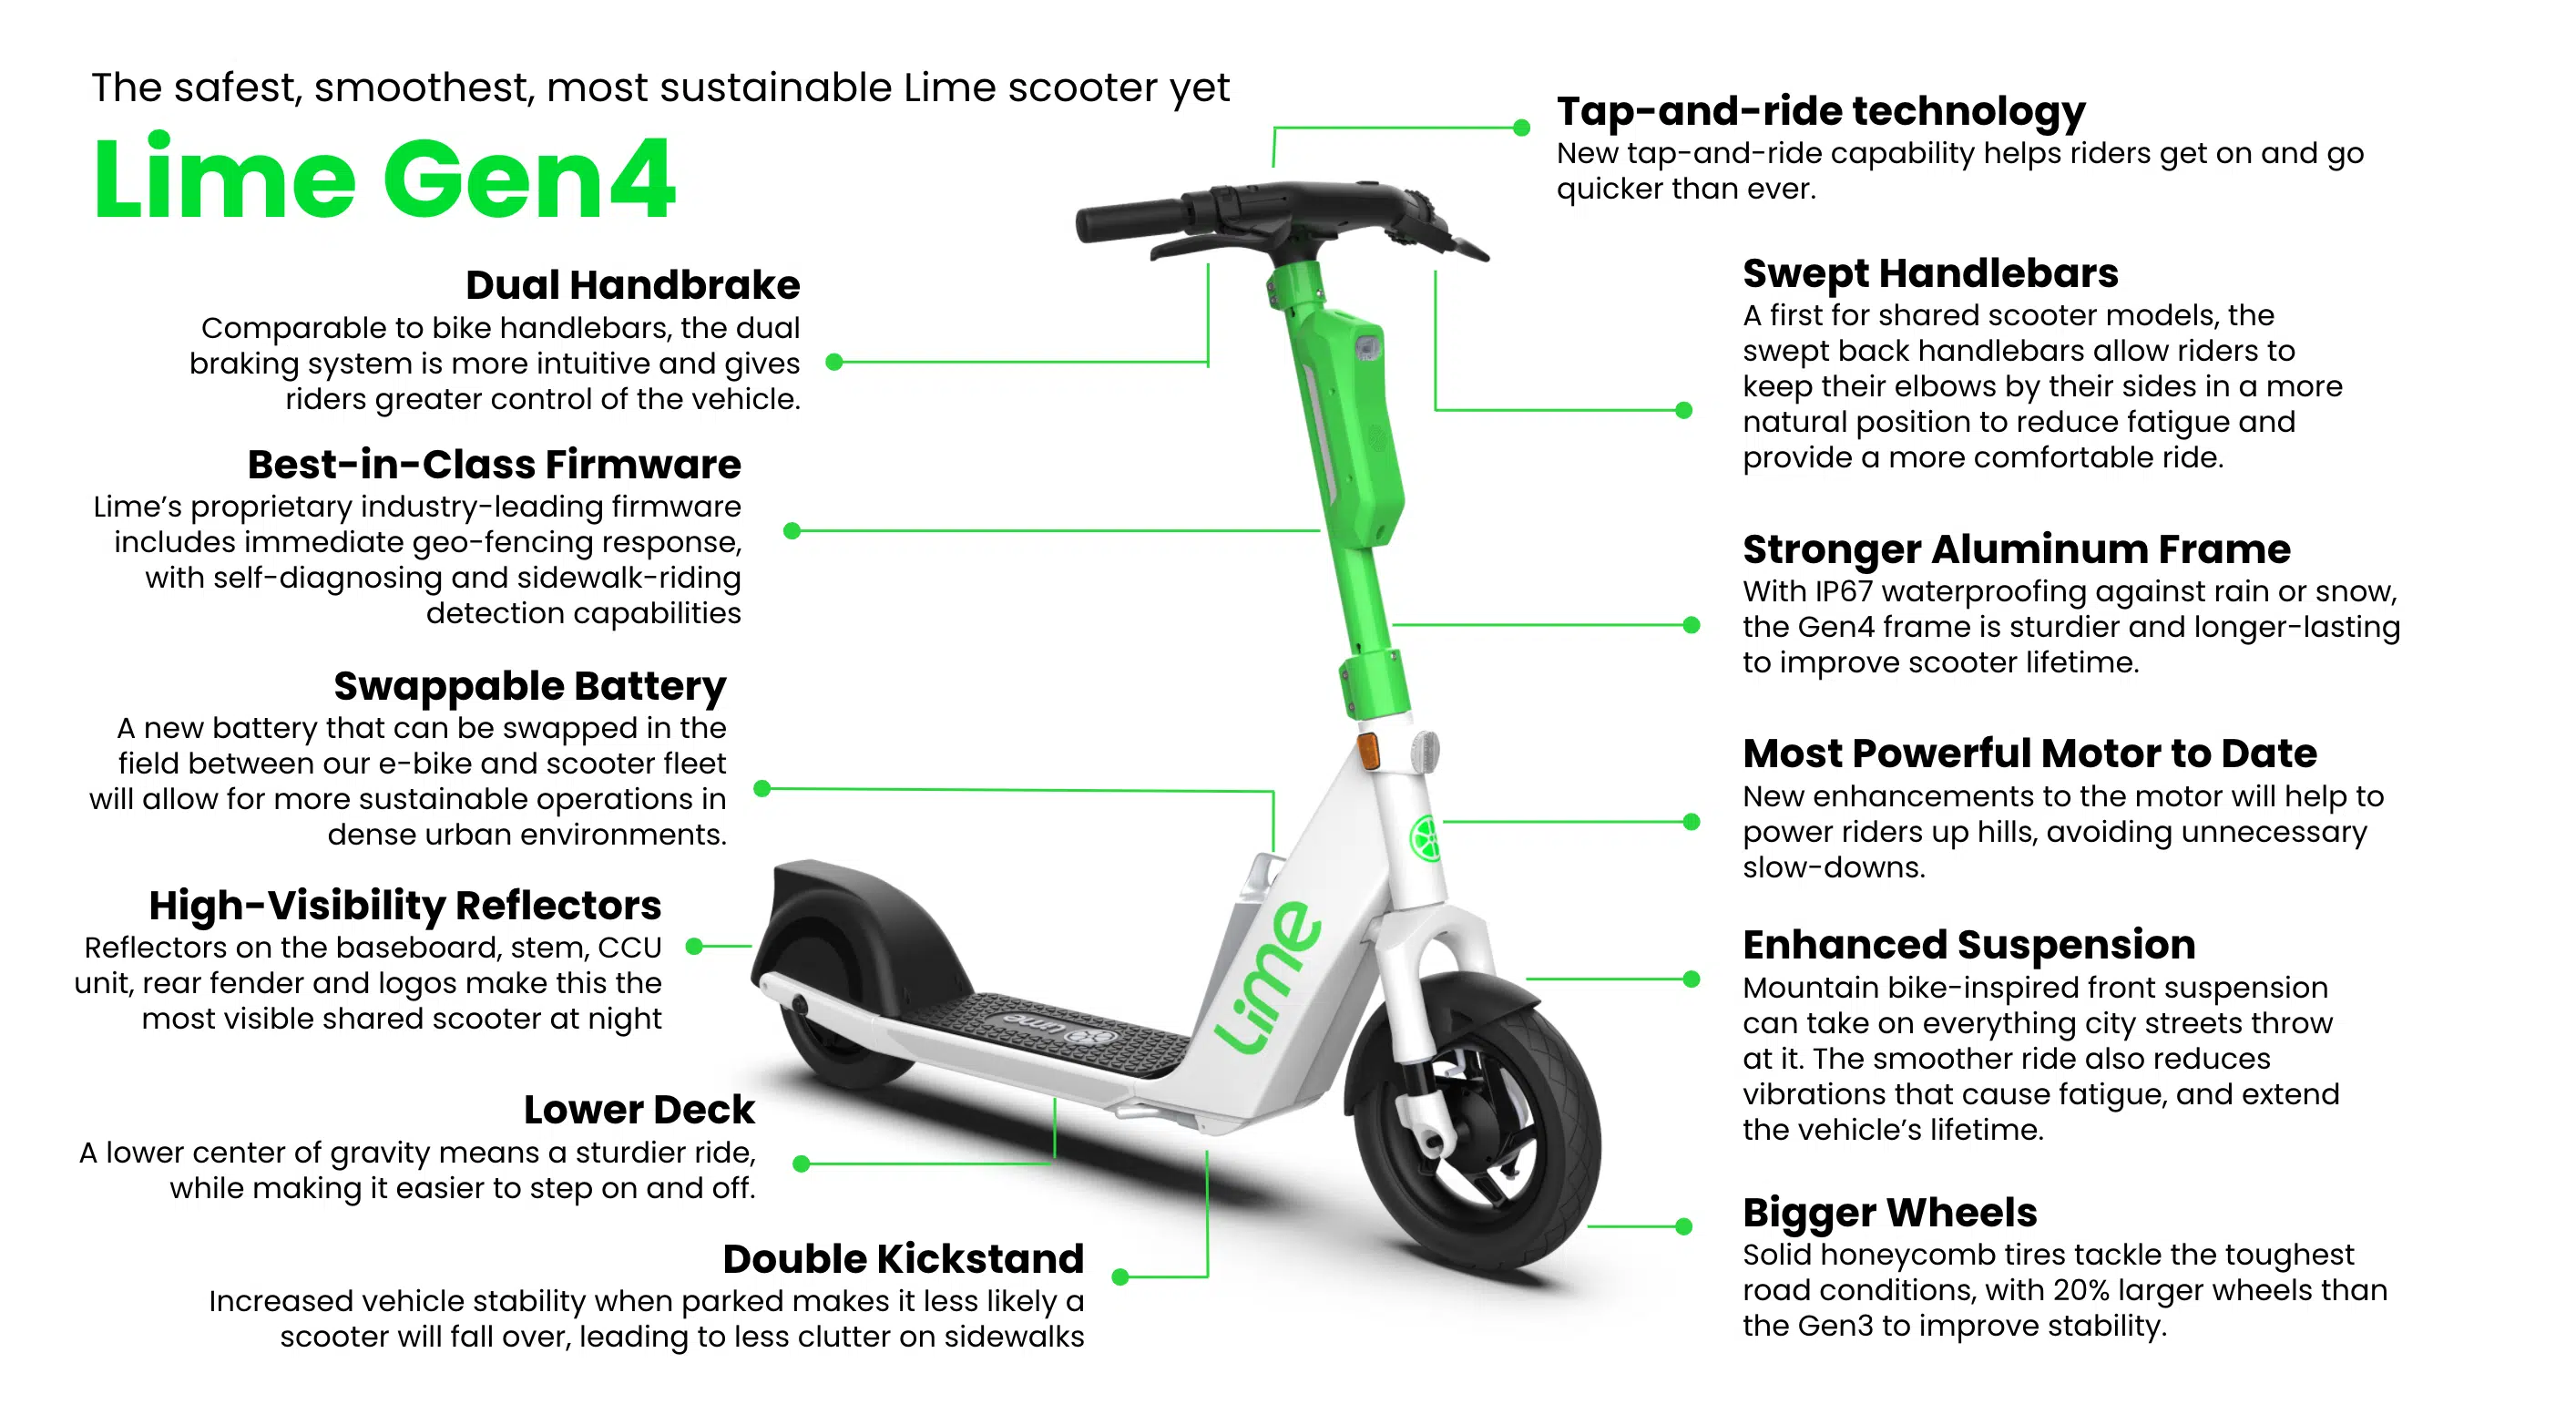 The safest, smoothest, most sustainable Lime scooter yet
Lime Gen4
Dual Handbrake
Comparable to bike handlebars, the dual
braking system is more intuitive and gives
riders greater control of the vehicle.
Best-in-Class Firmware
Lime’s proprietary industry-leading firmware
includes immediate geo-fencing response,
with self-diagnosing and sidewalk-riding
detection capabilities
Swappable Battery
A new battery that can be swapped in the
field between our e-bike and scooter fleet
will allow for more sustainable operations in
dense urban environments.
High-Visibility Reflectors
Reflectors on the baseboard, stem, CCU
unit, rear fender and logos make this the
most visible shared scooter at night
Lower Deck
A lower center of gravity means a sturdier ride,
while making it easier to step on and off.
Double Kickstand
Increased vehicle stability when parked makes it less likely a
scooter will fall over, leading to less clutter on sidewalks
Lime
Lime
Tap-and-ride technology
New tap-and-ride capability helps riders get on and go
quicker than ever.
Swept Handlebars
A first for shared scooter models, the
swept back handlebars allow riders to
keep their elbows by their sides in a more
natural position to reduce fatigue and
provide a more comfortable ride.
Stronger Aluminum Frame
With IP67 waterproofing against rain or snow,
the Gen4 frame is sturdier and longer-lasting
to improve scooter lifetime.
Most Powerful Motor to Date
New enhancements to the motor will help to
power riders up hills, avoiding unnecessary
slow-downs.
Enhanced Suspension
Mountain bike-inspired front suspension
can take on everything city streets throw
at it. The smoother ride also reduces
vibrations that cause fatigue, and extend
the vehicle’s lifetime.
Bigger Wheels
Solid honeycomb tires tackle the toughest
road conditions, with 20% larger wheels than
the Gen3 to improve stability.